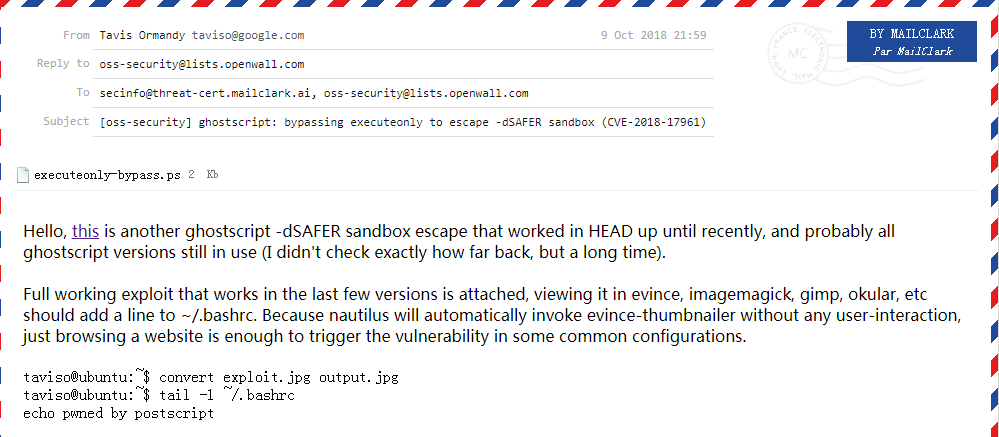 From Tavis Ormandy taviso@google.com 9 Oct 2018 21:59
BY MAILCLARK
Par MailClark
MC
LYON, FRANCE, ELECTRONIC MAIL
Reply to oss-security@lists.openwall.com
To secinfo@threat-cert.mailclark.ai, oss-security@lists.openwall.com
Subject [oss-security] ghostscript: bypassing executeonly to escape -dSAFER sandbox (CVE-2018-17961)
executeonly-bypass.ps 2 Kb
Hello, this is another ghostscript -dSAFER sandbox escape that worked in HEAD up until recently, and probably all
ghostscript versions still in use (I didn't check exactly how far back, but a long time).
Full working exploit that works in the last few versions is attached, viewing it in evince, imagemagick, gimp, okular, etc
should add a line to ~/.bashrc. Because nautilus will automatically invoke evince-thumbnailer without any user-interaction,
just browsing a website is enough to trigger the vulnerability in some common configurations.
taviso@ubuntu:~$ convert exploit.jpg output.jpg
taviso@ubuntu:~$ tail -1 ~/.bashrc
echo pwned by postscript